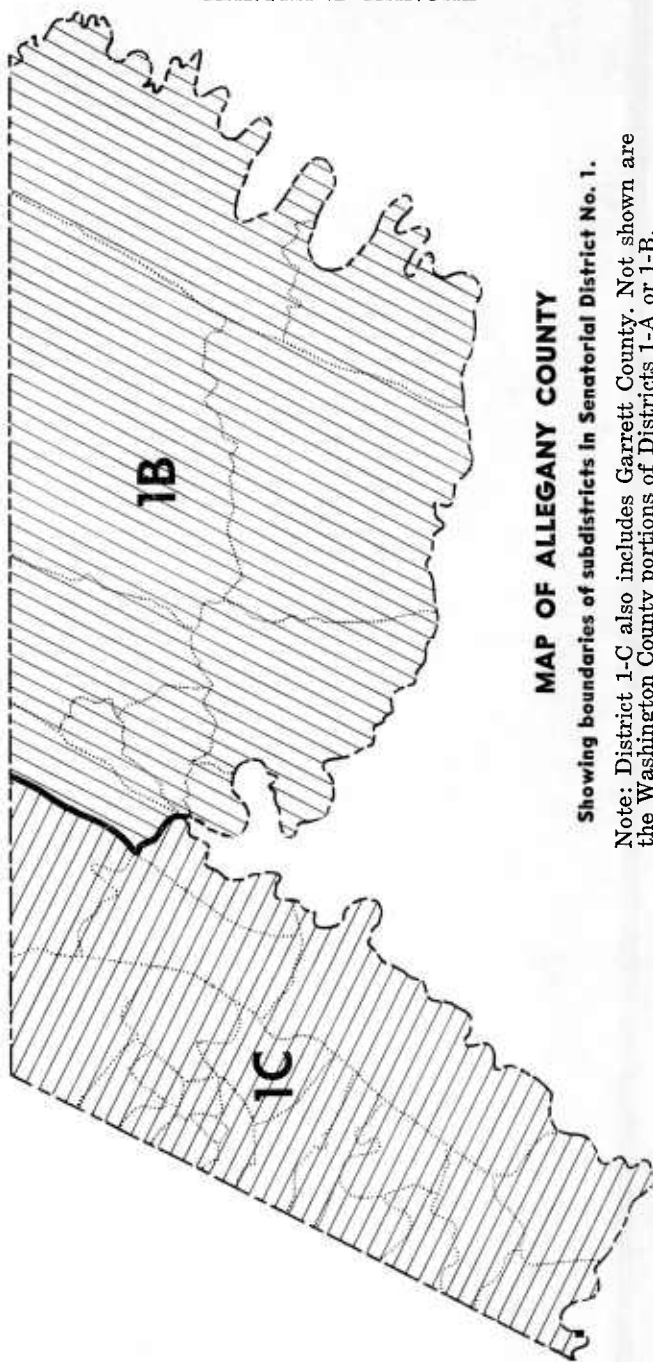 1B
1C
MAP OF ALLEGANY COUNTY
Showing boundaries of subdistricts in Senatorial District No. 1.
Note: District 1-C also includes Garrett County. Not shown are
the Washington County portions of Districts 1-A or 1-B.